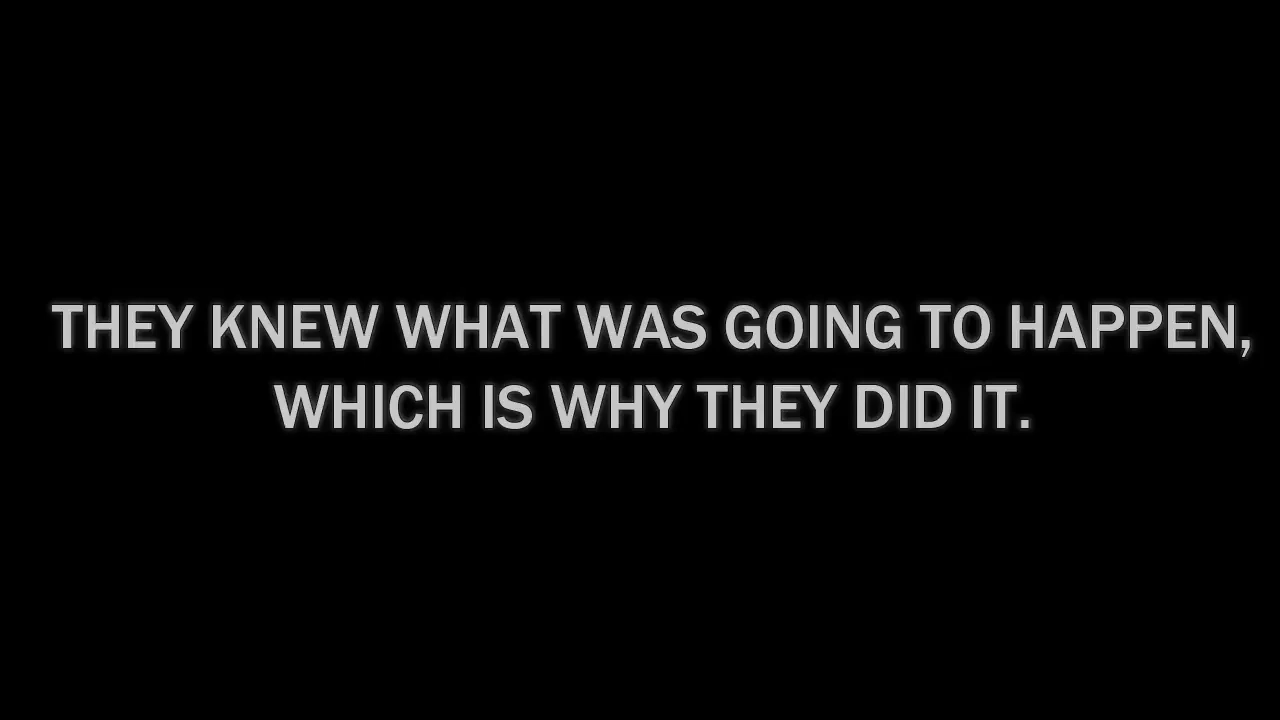 THEY KNEW WHAT WAS GOING TO HAPPEN,
WHICH IS WHY THEY DID IT.